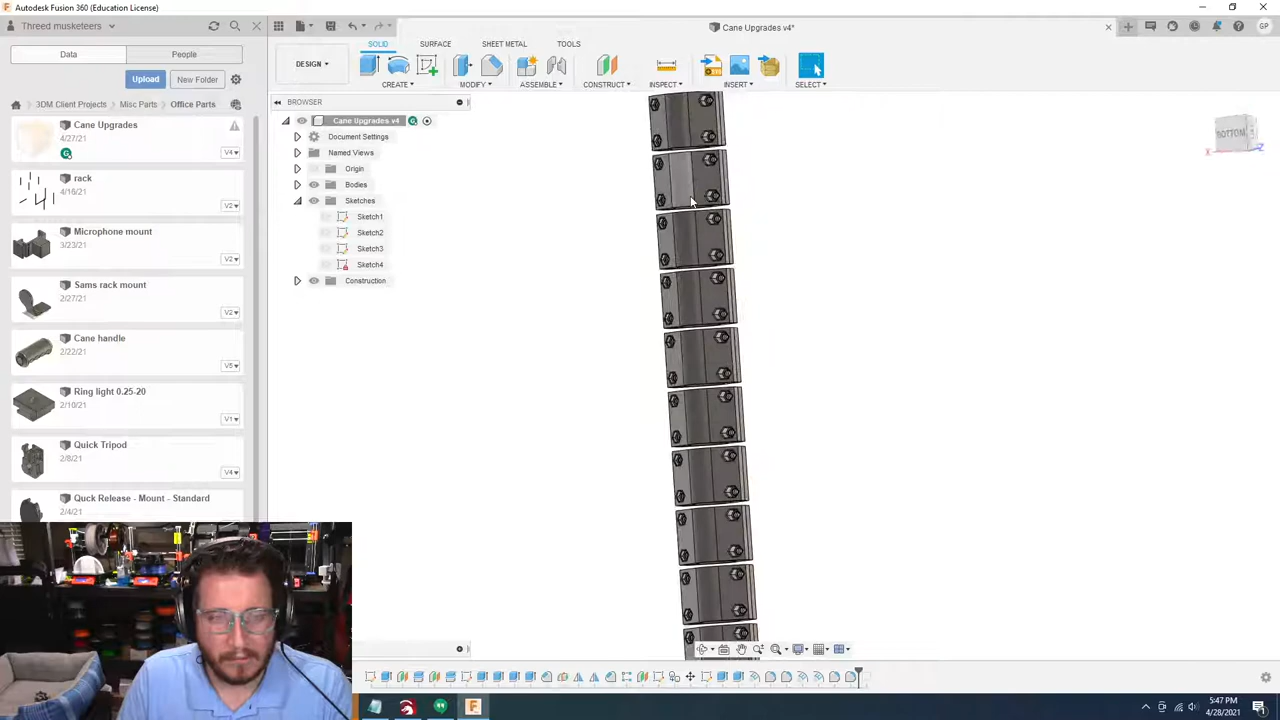 Autodesk Fusion 360 (Education License)
Threed musketeers
Cane Upgrades v4*
GP
Data
People
SOLID
SURFACE
SHEET METAL
TOOLS
DESIGN
Upload
New Folder
CREATE
MODIFY
ASSEMBLE
CONSTRUCT
INSPECT
INSERT
SELECT
3DM Client Projects
Misc Parts
Office Parts
BROWSER
Cane Upgrades
4/27/21
G
V4
Cane Upgrades v4
G
Document Settings
Named Views
Origin
Bodies
Sketches
Sketch1
Sketch2
Sketch3
Sketch4
Construction
BOTTOM
X
Z
rack
4/16/21
V2
Microphone mount
3/23/21
V2
Sams rack mount
2/27/21
V2
Cane handle
2/22/21
V5
Ring light 0.25-20
2/10/21
V1
Quick Tripod
2/8/21
V4
Quck Release - Mount - Standard
2/4/21
F
5:47 PM
4/28/2021